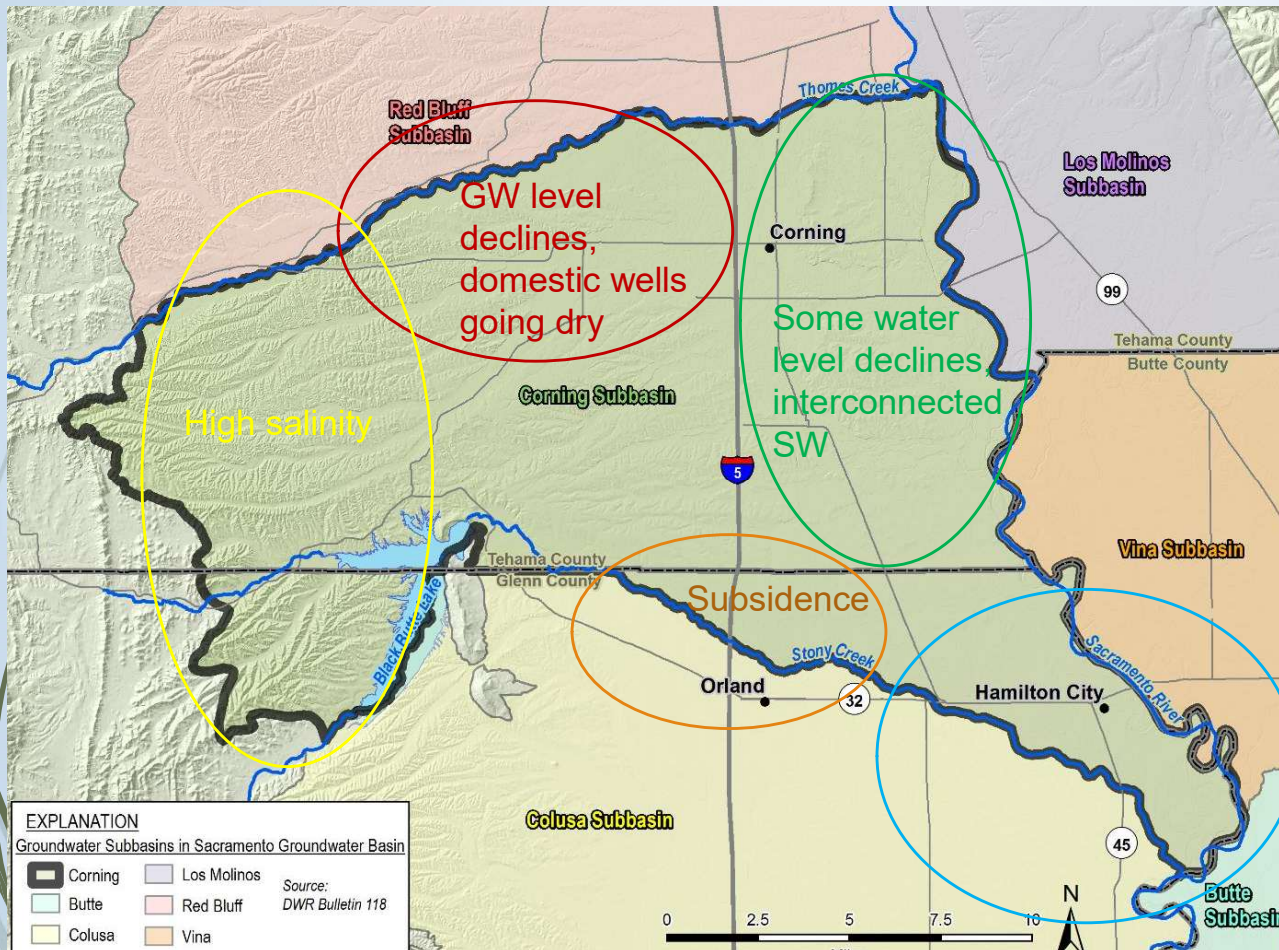 Thomes Creek
Red Bluff
Subbasin
Los Molinos
Subbasin
GW level
declines,
domestic wells
going dry
Corning
99
Some water
level declines,
interconnected
SW
Tehama County
Butte County
Corning Subbasin
High salinity
5
Vina Subbasin
Tehama County
Glenn County
Subsidence
Black Butte Lake
Stony Creek
Sacramento River
Orland
32
Hamilton City
Colusa Subbasin
45
Butte
Subbasin
EXPLANATION
Groundwater Subbasins in Sacramento Groundwater Basin
Corning
Los Molinos
Butte
Red Bluff
Colusa
Vina
Source:
DWR Bulletin 118
N
0 2.5 5 7.5 10